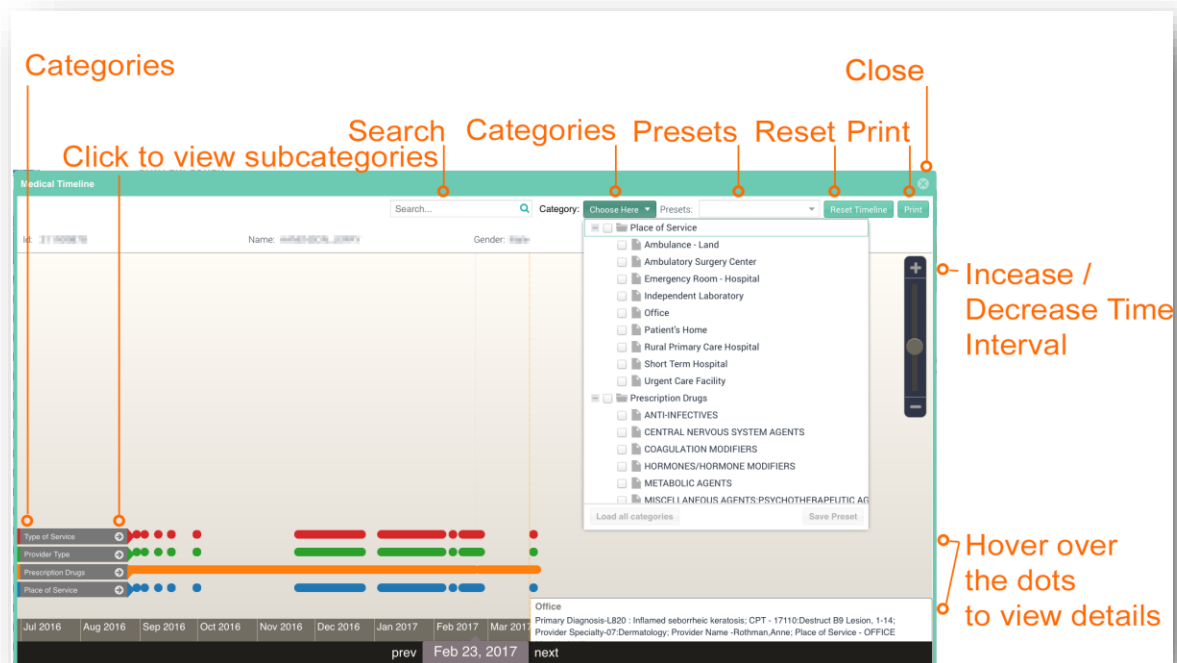 Categories
Close
Search Categories Presets Reset Print
Click to view subcategories
Medical Timeline
Search... Category: Choose Here Presets: Reset Timeline Print
Id: Name: Gender:
Place of Service
Ambulance - Land
Ambulatory Surgery Center
Emergency Room - Hospital
Independent Laboratory
Office
Patient's Home
Rural Primary Care Hospital
Short Term Hospital
Urgent Care Facility
Prescription Drugs
ANTI-INFECTIVES
CENTRAL NERVOUS SYSTEM AGENTS
COAGULATION MODIFIERS
HORMONES/HORMONE MODIFIERS
METABOLIC AGENTS
MISCELLANEOUS AGENTS:PSYCHOTHERAPEUTIC AG
Load all categories Save Preset
Incease /
Decrease Time
Interval
Type of Service
Provider Type
Prescription Drugs
Place of Service
Hover over
the dots
to view details
Office
Primary Diagnosis-L820 : Inflamed seborrheic keratosis; CPT - 17110:Destruct B9 Lesion, 1-14;
Provider Specialty-07:Dermatology; Provider Name -Rothman,Anne; Place of Service - OFFICE
Jul 2016 Aug 2016 Sep 2016 Oct 2016 Nov 2016 Dec 2016 Jan 2017 Feb 2017 Mar 2017
prev Feb 23, 2017 next